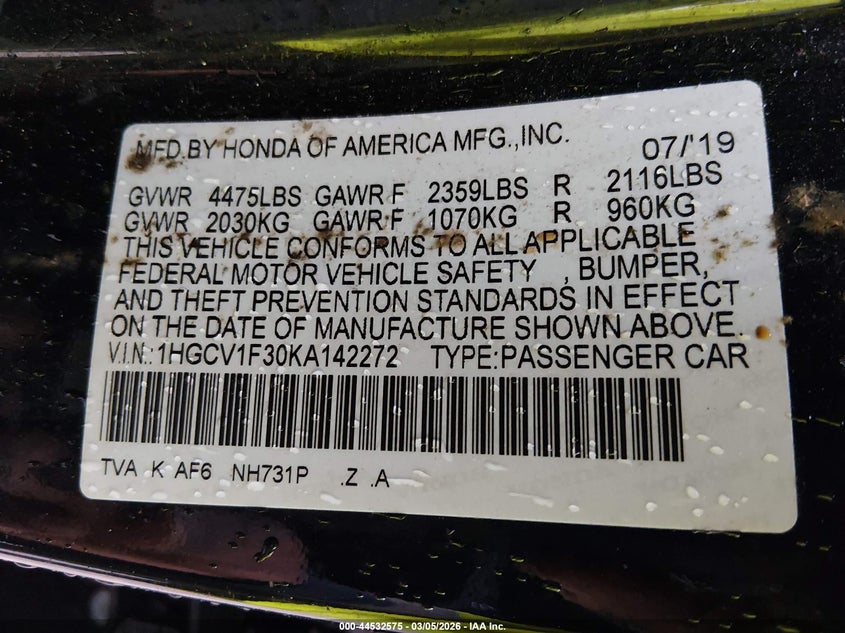 MFD.BY HONDA OF AMERICA MFG.,INC. 07/'19
GVWR 4475LBS GAWR F 2359LBS R 2116LBS
GVWR 2030KG GAWR F 1070KG R 960KG
THIS VEHICLE CONFORMS TO ALL APPLICABLE
FEDERAL MOTOR VEHICLE SAFETY , BUMPER,
AND THEFT PREVENTION STANDARDS IN EFFECT
ON THE DATE OF MANUFACTURE SHOWN ABOVE.
V.I.N.:1HGCV1F30KA142272 TYPE:PASSENGER CAR
TVA K AF6 NH731P .Z .A
000-44532575 - 03/05/2026 - IAA Inc.